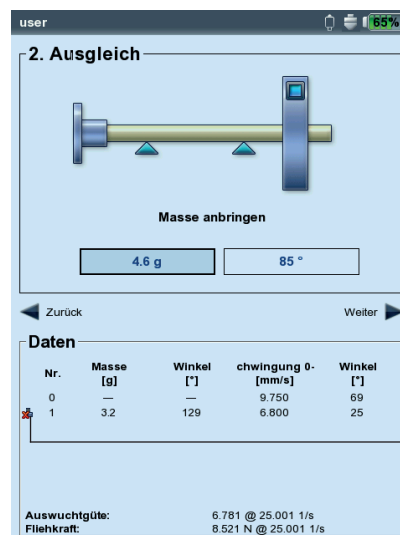 user 65%
2. Ausgleich
Masse anbringen
4.6 g 85 °
Zurück Weiter
Daten
Nr. Masse [g] Winkel [°] chwingung 0- [mm/s] Winkel [°]
0 — — 9.750 69
1 3.2 129 6.800 25
Auswuchtgüte: 6.781 @ 25.001 1/s
Fliehkraft: 8.521 N @ 25.001 1/s